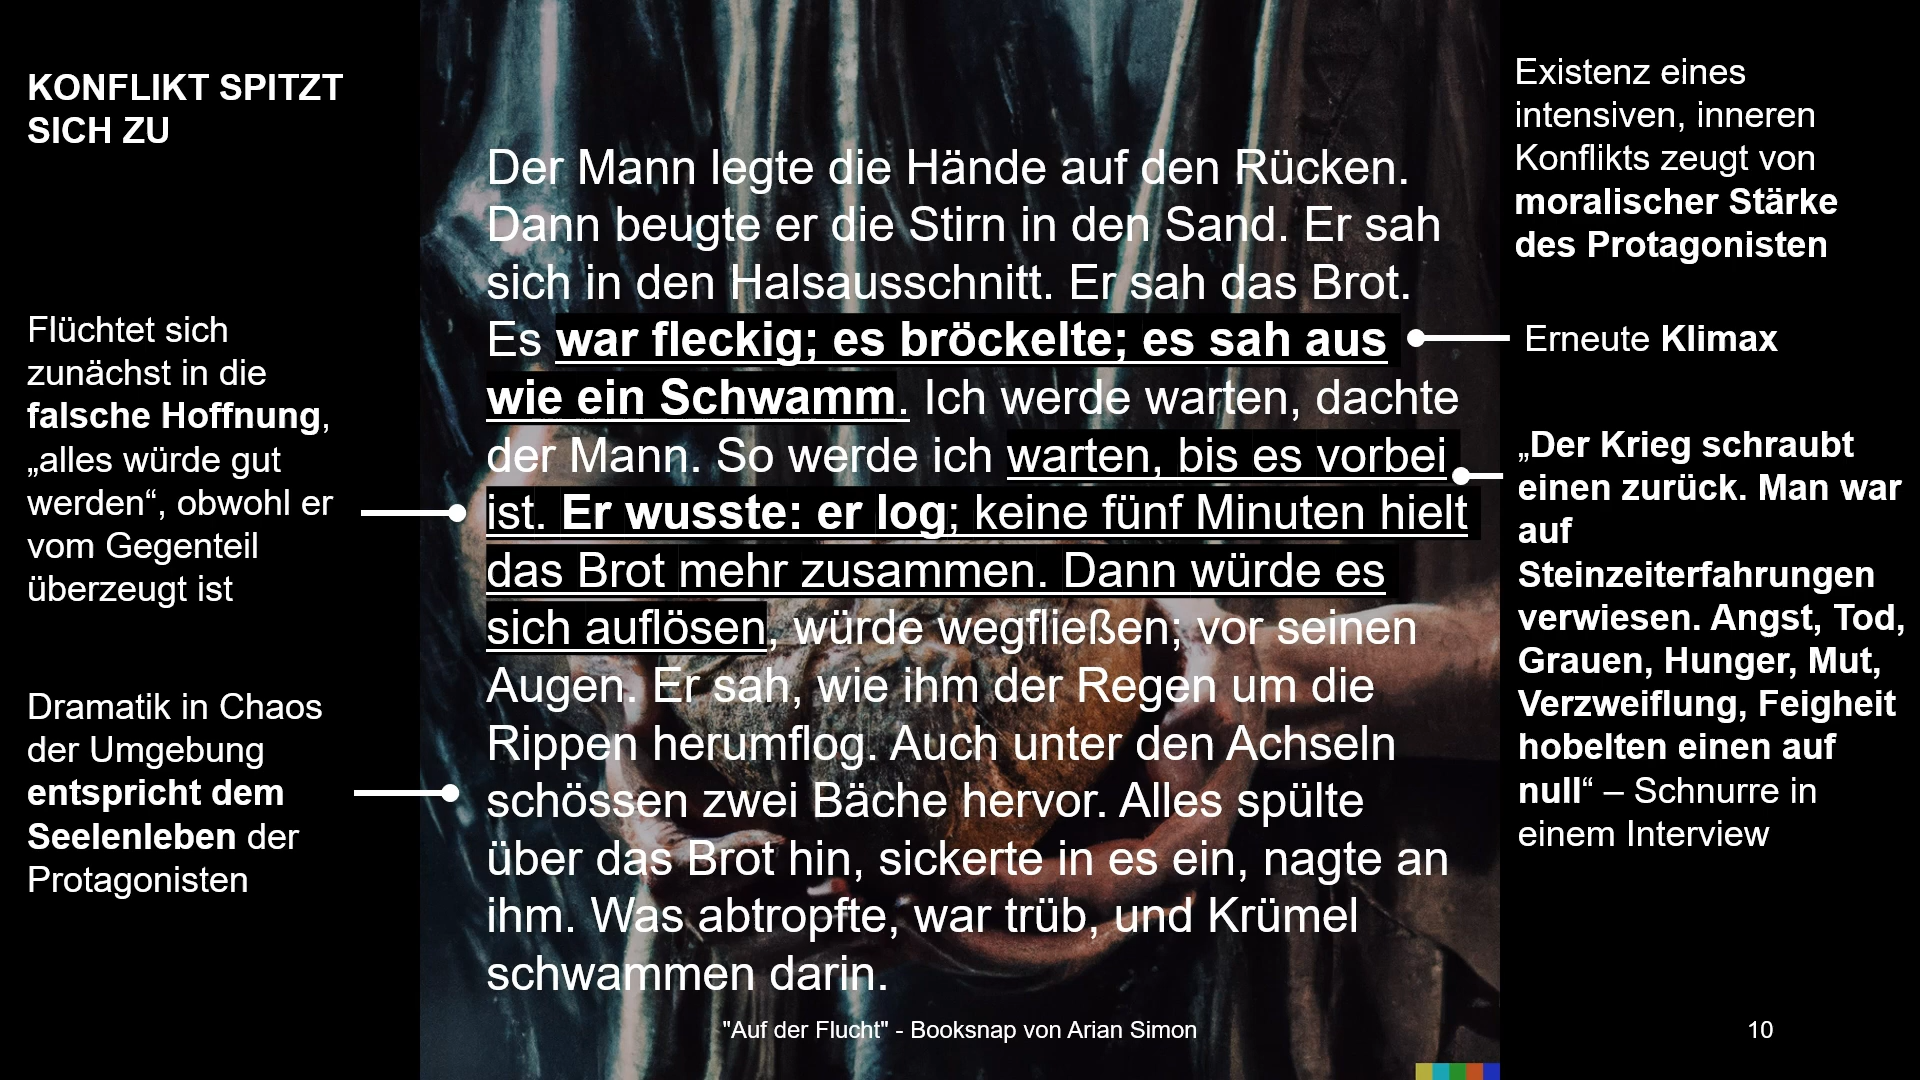 KONFLIKT SPITZT
SICH ZU
Flüchtet sich
zunächst in die
falsche Hoffnung,
„alles würde gut
werden“, obwohl er
vom Gegenteil
überzeugt ist
Dramatik in Chaos
der Umgebung
entspricht dem
Seelenleben der
Protagonisten
Der Mann legte die Hände auf den Rücken.
Dann beugte er die Stirn in den Sand. Er sah
sich in den Halsausschnitt. Er sah das Brot.
Es war fleckig; es bröckelte; es sah aus
wie ein Schwamm. Ich werde warten, dachte
der Mann. So werde ich warten, bis es vorbei
ist. Er wusste: er log; keine fünf Minuten hielt
das Brot mehr zusammen. Dann würde es
sich auflösen, würde wegfließen; vor seinen
Augen. Er sah, wie ihm der Regen um die
Rippen herumflog. Auch unter den Achseln
schössen zwei Bäche hervor. Alles spülte
über das Brot hin, sickerte in es ein, nagte an
ihm. Was abtropfte, war trüb, und Krümel
schwammen darin.
Existenz eines
intensiven, inneren
Konflikts zeugt von
moralischer Stärke
des Protagonisten
Erneute Klimax
„Der Krieg schraubt
einen zurück. Man war
auf
Steinzeiterfahrungen
verwiesen. Angst, Tod,
Grauen, Hunger, Mut,
Verzweiflung, Feigheit
hobelten einen auf
null“ – Schnurre in
einem Interview
"Auf der Flucht" - Booksnap von Arian Simon
10